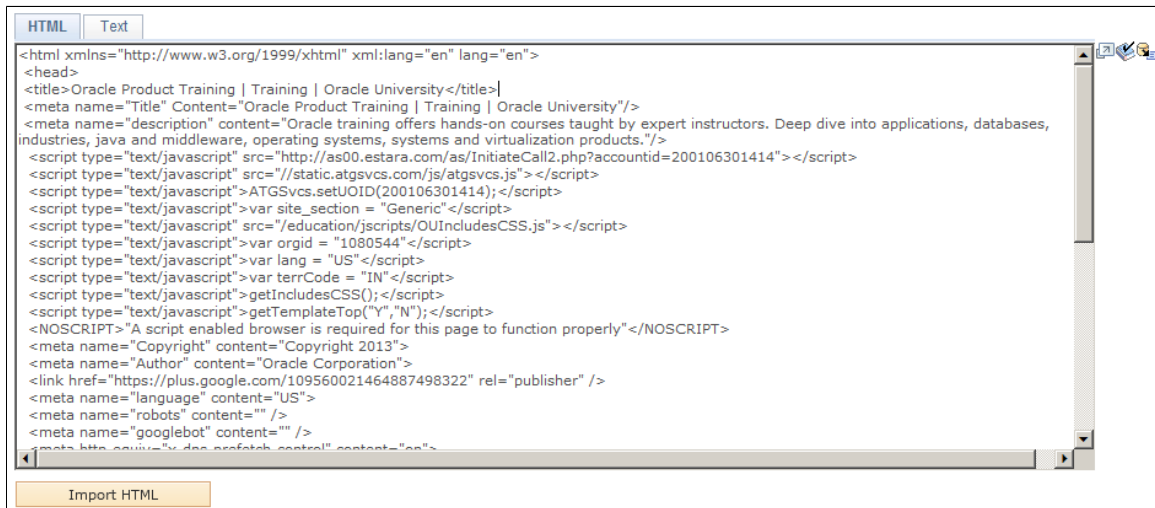 HTML Text
<html xmlns="http://www.w3.org/1999/xhtml" xml:lang="en" lang="en">
<head>
<title>Oracle Product Training | Training | Oracle University</title>
<meta name="Title" Content="Oracle Product Training | Training | Oracle University"/>
<meta name="description" content="Oracle training offers hands-on courses taught by expert instructors. Deep dive into applications, databases,
industries, java and middleware, operating systems, systems and virtualization products."/>
<script type="text/javascript" src="http://as00.estara.com/as/InitiateCall2.php?accountid=200106301414"></script>
<script type="text/javascript" src="//static.atgsvcs.com/js/atgsvcs.js"></script>
<script type="text/javascript">ATGSvcs.setUOID(200106301414);</script>
<script type="text/javascript">var site_section = "Generic"</script>
<script type="text/javascript" src="/education/jscripts/OUIncludesCSS.js"></script>
<script type="text/javascript">var orgid = "1080544"</script>
<script type="text/javascript">var lang = "US"</script>
<script type="text/javascript">var terrCode = "IN"</script>
<script type="text/javascript">getIncludesCSS();</script>
<script type="text/javascript">getTemplateTop("Y","N");</script>
<NOSCRIPT>"A script enabled browser is required for this page to function properly"</NOSCRIPT>
<meta name="Copyright" content="Copyright 2013">
<meta name="Author" content="Oracle Corporation">
<link href="https://plus.google.com/109560021464887498322" rel="publisher" />
<meta name="language" content="US">
<meta name="robots" content="" />
<meta name="googlebot" content="" />
<meta http-equiv="x-dns-prefetch-control" content="on">
Import HTML